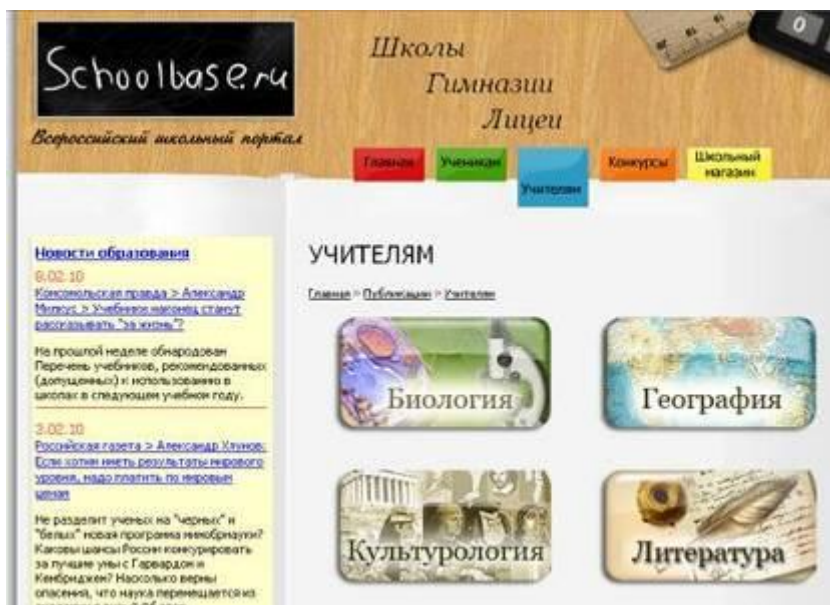 Schoolbase.ru
Всероссийский школьный портал
Школы
Гимназии
Лицеи
0
Главная
Ученикам
Учителям
Конкурсы
Школьный
магазин
Новости образования
9.02.10
Комсомольская правда > Александр
Милкус > Учебники наконец станут
рассказывать "за жизнь"?
На прошлой неделе обнародован
Перечень учебников, рекомендованных
(допущенных) к использованию в
школах в следующем учебном году.
3.02.10
Российская газета > Александр Хлунов:
Если хотим иметь результаты мирового
уровня, надо платить по мировым
ценам
Не разделит ученых на "черных" и
"белых" новая программа минобрнауки?
Каковы шансы России конкурировать
за лучшие умы с Гарвардом и
Кембриджем? Насколько верны
опасения, что наука перемещается из
УЧИТЕЛЯМ
Главная > Публикации > Учителям
Биология
География
Культурология
Литература